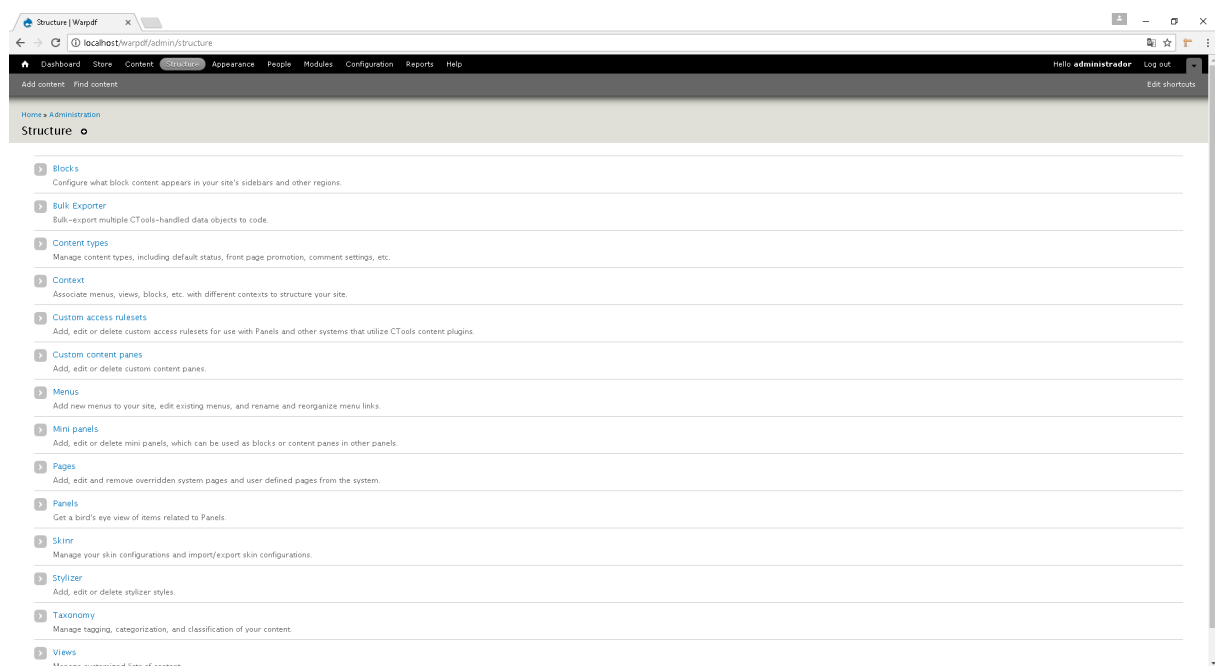 Structure | Warpdf
localhost/warpdf/admin/structure
Dashboard Store Content Structure Appearance People Modules Configuration Reports Help Hello administrador Log out
Add content Find content Edit shortcuts
Home » Administration
Structure
Blocks
Configure what block content appears in your site's sidebars and other regions.
Bulk Exporter
Bulk-export multiple CTools-handled data objects to code.
Content types
Manage content types, including default status, front page promotion, comment settings, etc.
Context
Associate menus, views, blocks, etc. with different contexts to structure your site.
Custom access rulesets
Add, edit or delete custom access rulesets for use with Panels and other systems that utilize CTools content plugins.
Custom content panes
Add, edit or delete custom content panes.
Menus
Add new menus to your site, edit existing menus, and rename and reorganize menu links.
Mini panels
Add, edit or delete mini panels, which can be used as blocks or content panes in other panels.
Pages
Add, edit and remove overridden system pages and user defined pages from the system.
Panels
Get a bird's eye view of items related to Panels.
Skinr
Manage your skin configurations and import/export skin configurations.
Stylizer
Add, edit or delete stylizer styles.
Taxonomy
Manage tagging, categorization, and classification of your content.
Views
Manage customized lists of content.